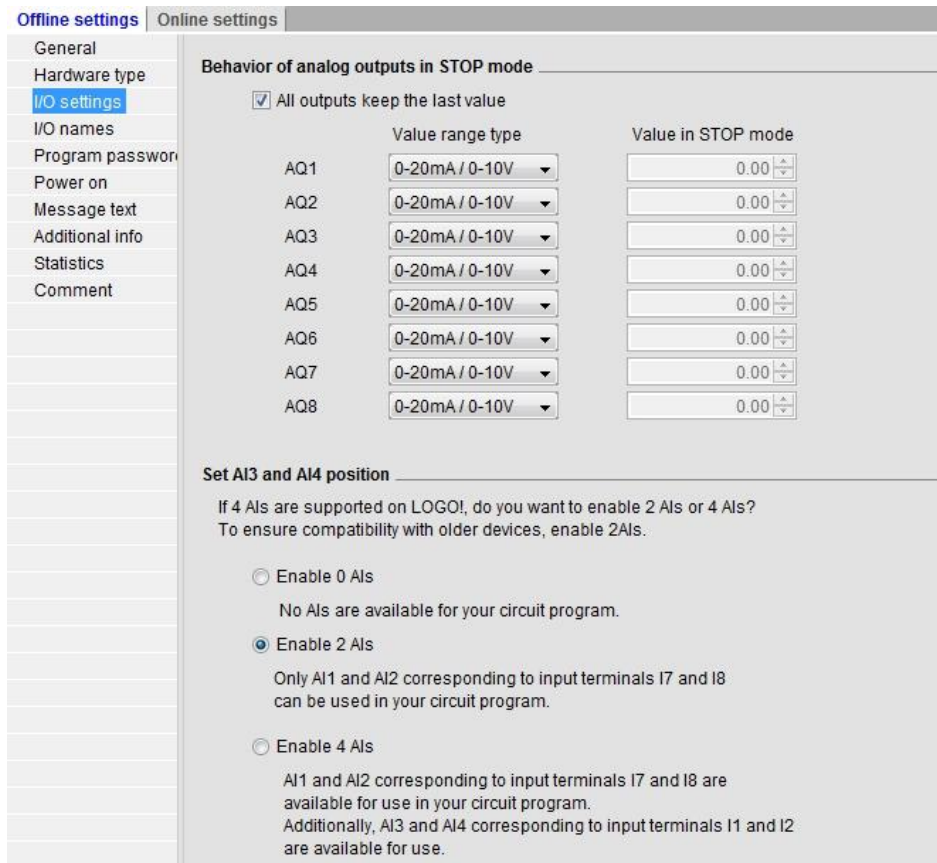 Offline settings Online settings
General
Hardware type
I/O settings
I/O names
Program passwor
Power on
Message text
Additional info
Statistics
Comment
Behavior of analog outputs in STOP mode
All outputs keep the last value
Value range type Value in STOP mode
AQ1 0-20mA / 0-10V 0.00
AQ2 0-20mA / 0-10V 0.00
AQ3 0-20mA / 0-10V 0.00
AQ4 0-20mA / 0-10V 0.00
AQ5 0-20mA / 0-10V 0.00
AQ6 0-20mA / 0-10V 0.00
AQ7 0-20mA / 0-10V 0.00
AQ8 0-20mA / 0-10V 0.00
Set AI3 and AI4 position
If 4 AIs are supported on LOGO!, do you want to enable 2 AIs or 4 AIs?
To ensure compatibility with older devices, enable 2AIs.
Enable 0 AIs
No AIs are available for your circuit program.
Enable 2 AIs
Only AI1 and AI2 corresponding to input terminals I7 and I8
can be used in your circuit program.
Enable 4 AIs
AI1 and AI2 corresponding to input terminals I7 and I8 are
available for use in your circuit program.
Additionally, AI3 and AI4 corresponding to input terminals I1 and I2
are available for use.